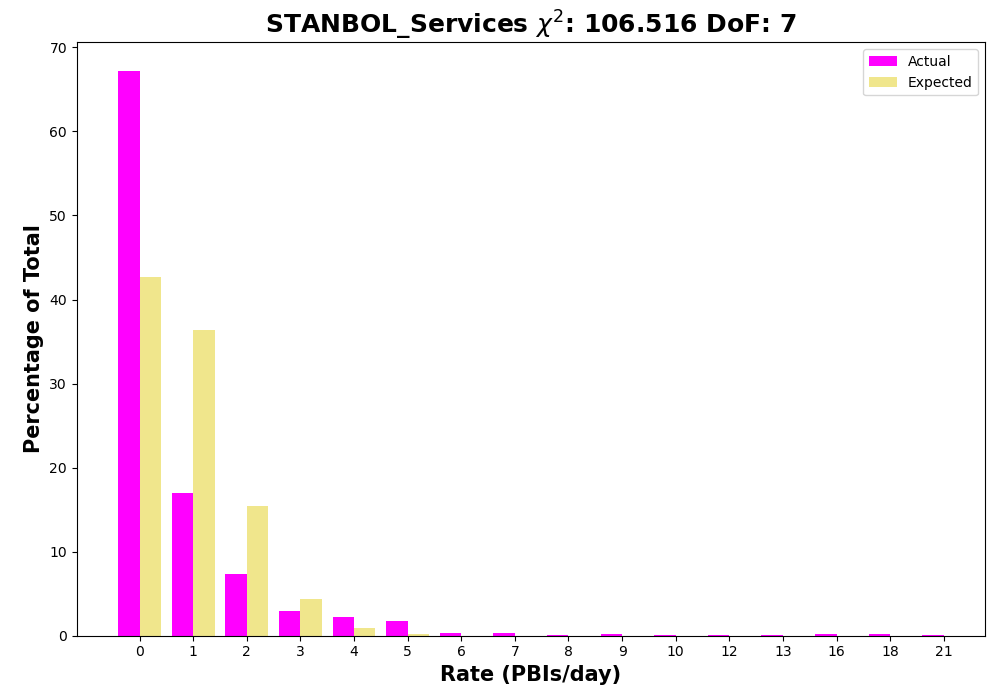 STANBOL_Services χ²: 106.516 DoF: 7
Actual
Expected
70
60
50
40
30
20
10
0
Percentage of Total
0 1 2 3 4 5 6 7 8 9 10 12 13 16 18 21
Rate (PBIs/day)